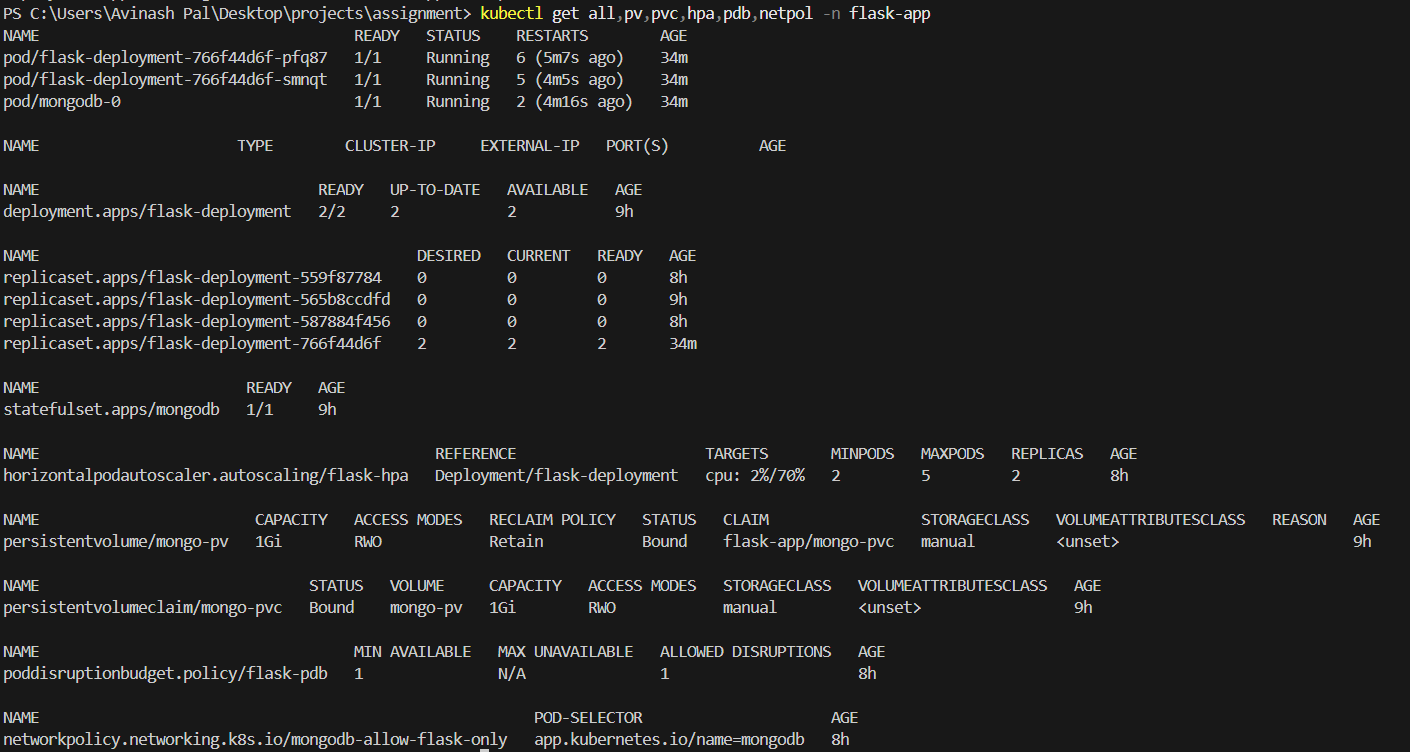 PS C:\Users\Avinash Pal\Desktop\projects\assignment> kubectl get all,pv,pvc,hpa,pdb,netpol -n flask-app
NAME READY STATUS RESTARTS AGE
pod/flask-deployment-766f44d6f-pfq87 1/1 Running 6 (5m7s ago) 34m
pod/flask-deployment-766f44d6f-smnqt 1/1 Running 5 (4m5s ago) 34m
pod/mongodb-0 1/1 Running 2 (4m16s ago) 34m
NAME TYPE CLUSTER-IP EXTERNAL-IP PORT(S) AGE
NAME READY UP-TO-DATE AVAILABLE AGE
deployment.apps/flask-deployment 2/2 2 2 9h
NAME DESIRED CURRENT READY AGE
replicaset.apps/flask-deployment-559f87784 0 0 0 8h
replicaset.apps/flask-deployment-565b8ccdfd 0 0 0 9h
replicaset.apps/flask-deployment-587884f456 0 0 0 8h
replicaset.apps/flask-deployment-766f44d6f 2 2 2 34m
NAME READY AGE
statefulset.apps/mongodb 1/1 9h
NAME REFERENCE TARGETS MINPODS MAXPODS REPLICAS AGE
horizontalpodautoscaler.autoscaling/flask-hpa Deployment/flask-deployment cpu: 2%/70% 2 5 2 8h
NAME CAPACITY ACCESS MODES RECLAIM POLICY STATUS CLAIM STORAGECLASS VOLUMEATTRIBUTESCLASS REASON AGE
persistentvolume/mongo-pv 1Gi RWO Retain Bound flask-app/mongo-pvc manual <unset> 9h
NAME STATUS VOLUME CAPACITY ACCESS MODES STORAGECLASS VOLUMEATTRIBUTESCLASS AGE
persistentvolumeclaim/mongo-pvc Bound mongo-pv 1Gi RWO manual <unset> 9h
NAME MIN AVAILABLE MAX UNAVAILABLE ALLOWED DISRUPTIONS AGE
poddisruptionbudget.policy/flask-pdb 1 N/A 1 8h
NAME POD-SELECTOR AGE
networkpolicy.networking.k8s.io/mongodb-allow-flask-only app.kubernetes.io/name=mongodb 8h